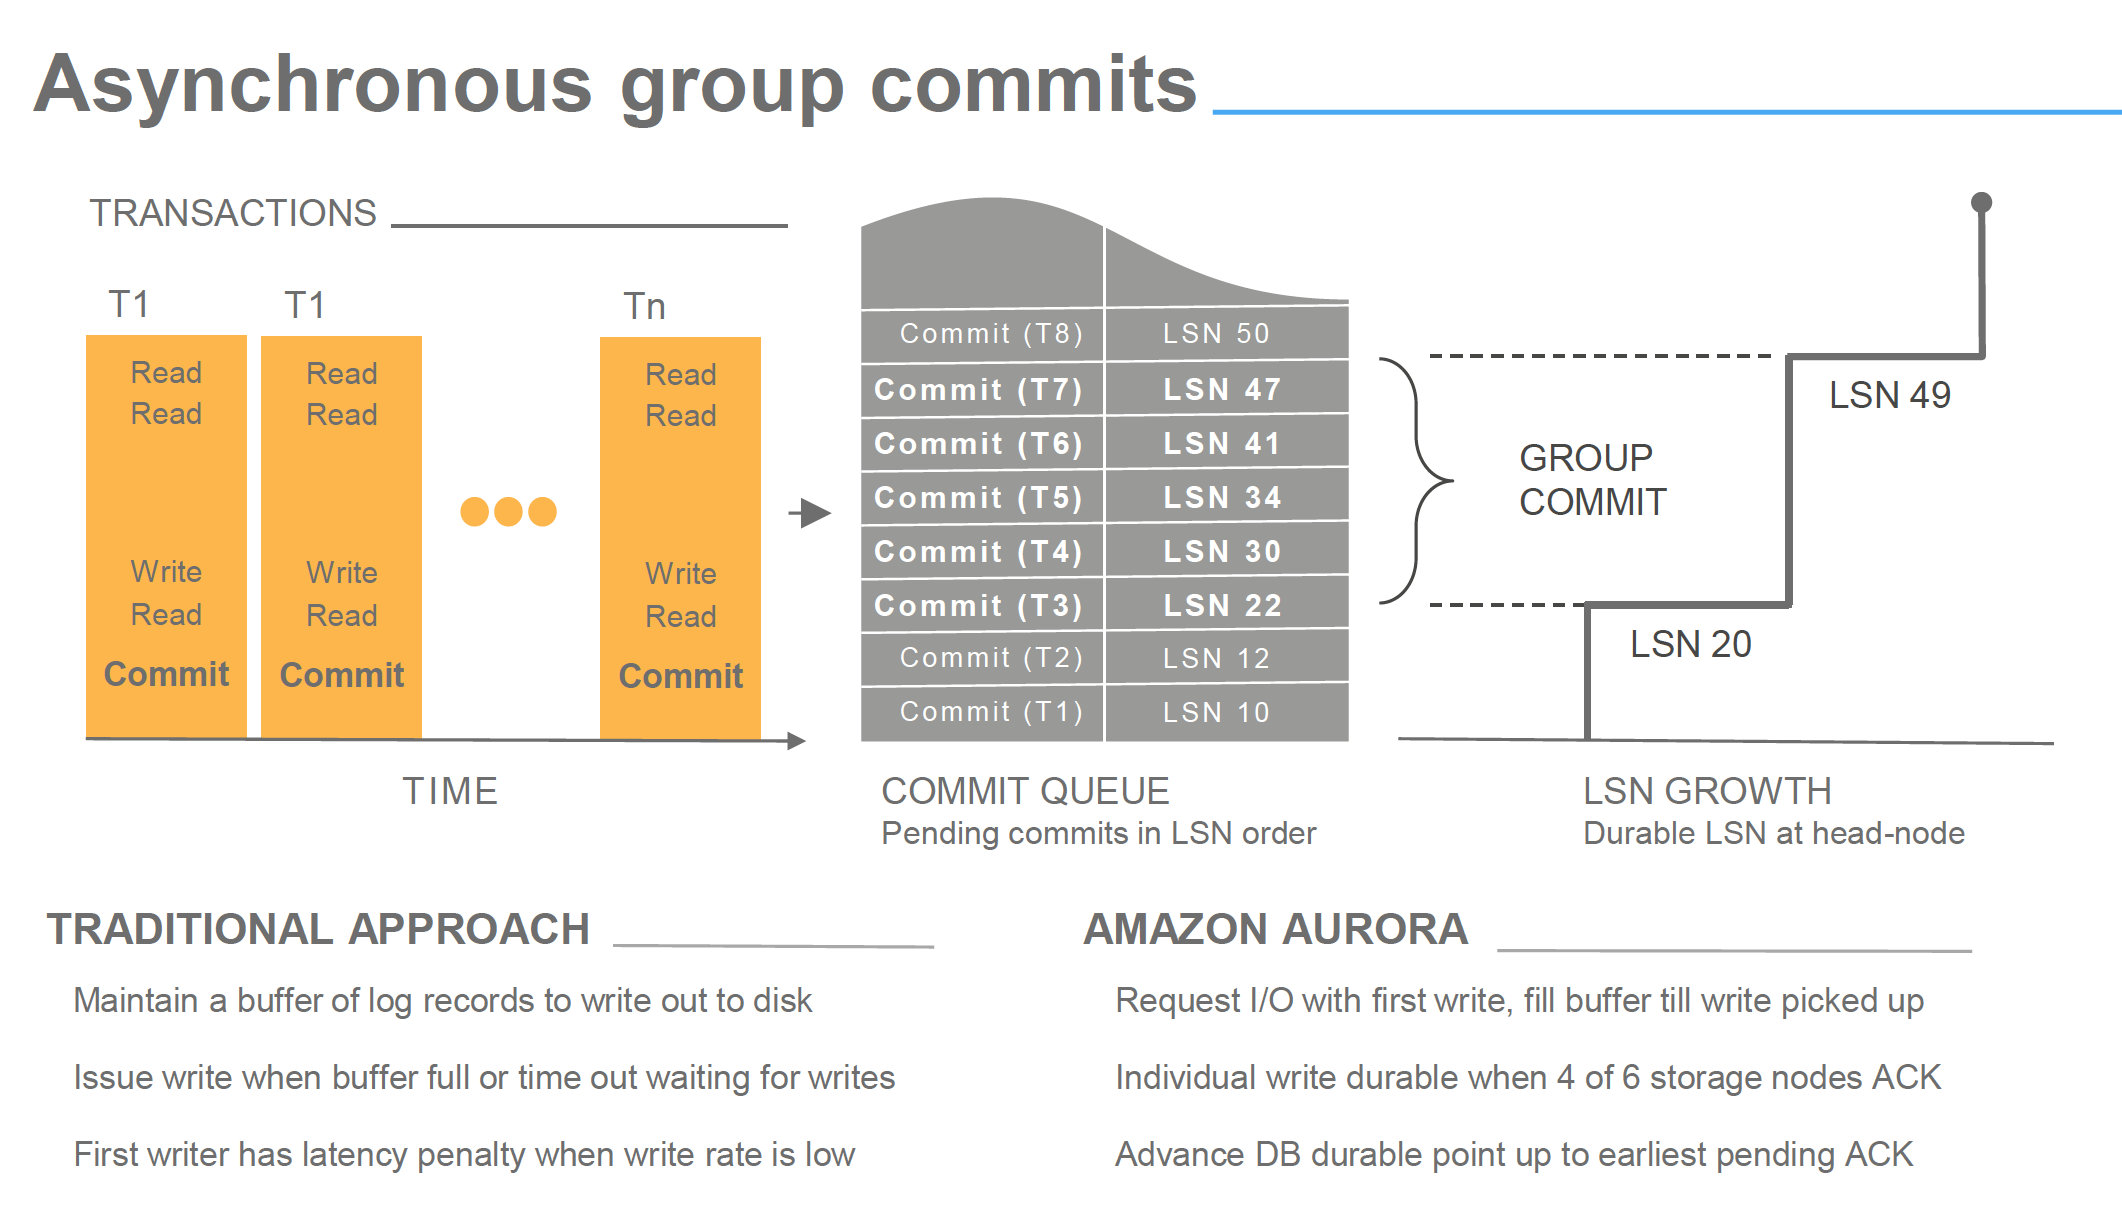 Asynchronous group commits
TRANSACTIONS
T1
Read
Read
Write
Read
Commit
T1
Read
Read
Write
Read
Commit
Tn
Read
Read
Write
Read
Commit
TIME
Commit (T8) LSN 50
Commit (T7) LSN 47
Commit (T6) LSN 41
Commit (T5) LSN 34
Commit (T4) LSN 30
Commit (T3) LSN 22
Commit (T2) LSN 12
Commit (T1) LSN 10
COMMIT QUEUE
Pending commits in LSN order
GROUP
COMMIT
LSN 49
LSN 20
LSN GROWTH
Durable LSN at head-node
TRADITIONAL APPROACH
Maintain a buffer of log records to write out to disk
Issue write when buffer full or time out waiting for writes
First writer has latency penalty when write rate is low
AMAZON AURORA
Request I/O with first write, fill buffer till write picked up
Individual write durable when 4 of 6 storage nodes ACK
Advance DB durable point up to earliest pending ACK